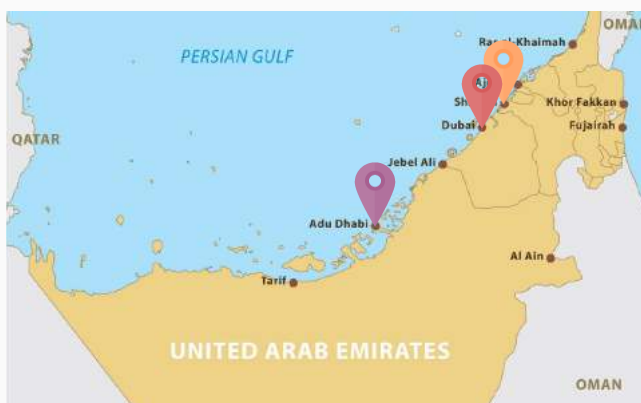 OMAN
PERSIAN GULF
Ras al-Khaimah
Khor Fakkan
QATAR
Dubai
Fujairah
Jebel Ali
Adu Dhabi
Al Ain
Tarif
UNITED ARAB EMIRATES
OMAN